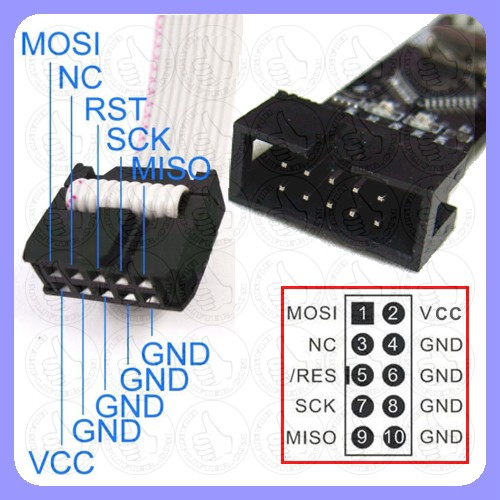 MOSI
NC
RST
SCK
MISO
GND
GND
GND
GND
VCC
MOSI 1 2 VCC
NC 3 4 GND
/RES 5 6 GND
SCK 7 8 GND
MISO 9 10 GND